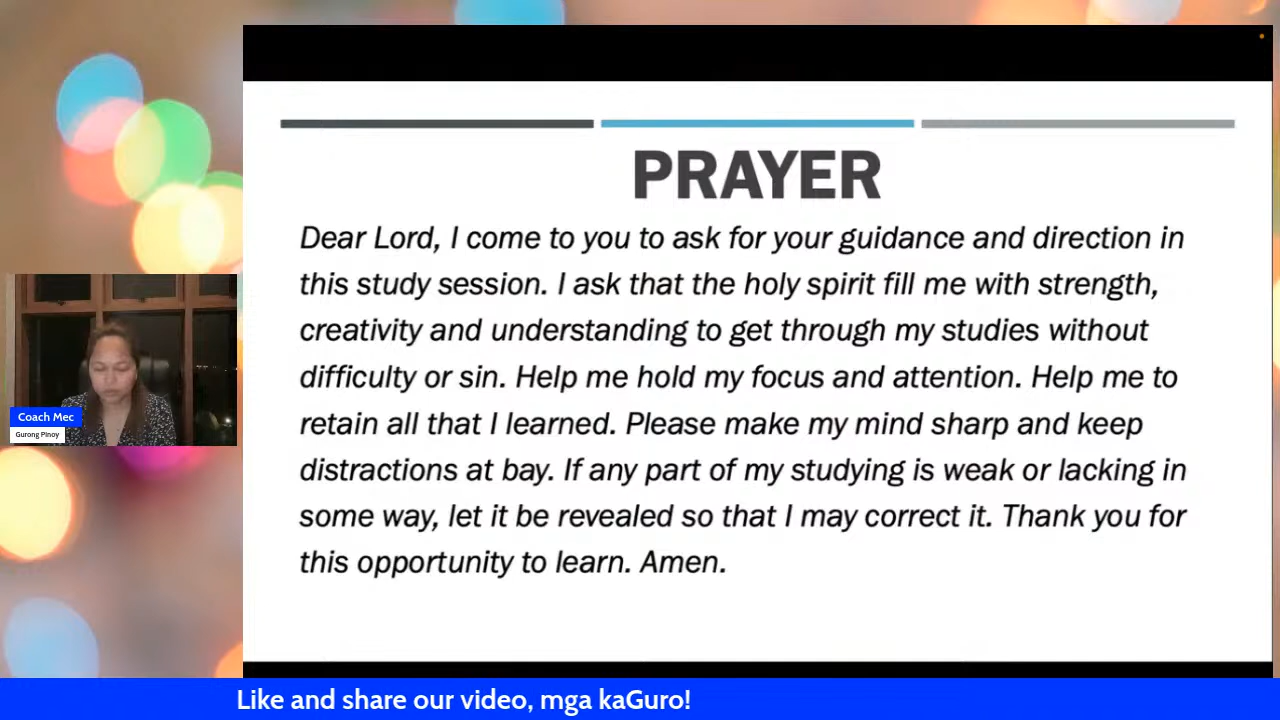 PRAYER
Dear Lord, I come to you to ask for your guidance and direction in
this study session. I ask that the holy spirit fill me with strength,
creativity and understanding to get through my studies without
difficulty or sin. Help me hold my focus and attention. Help me to
retain all that I learned. Please make my mind sharp and keep
distractions at bay. If any part of my studying is weak or lacking in
some way, let it be revealed so that I may correct it. Thank you for
this opportunity to learn. Amen.
Coach Mec
Gurong Pinoy
Like and share our video, mga kaGuro!